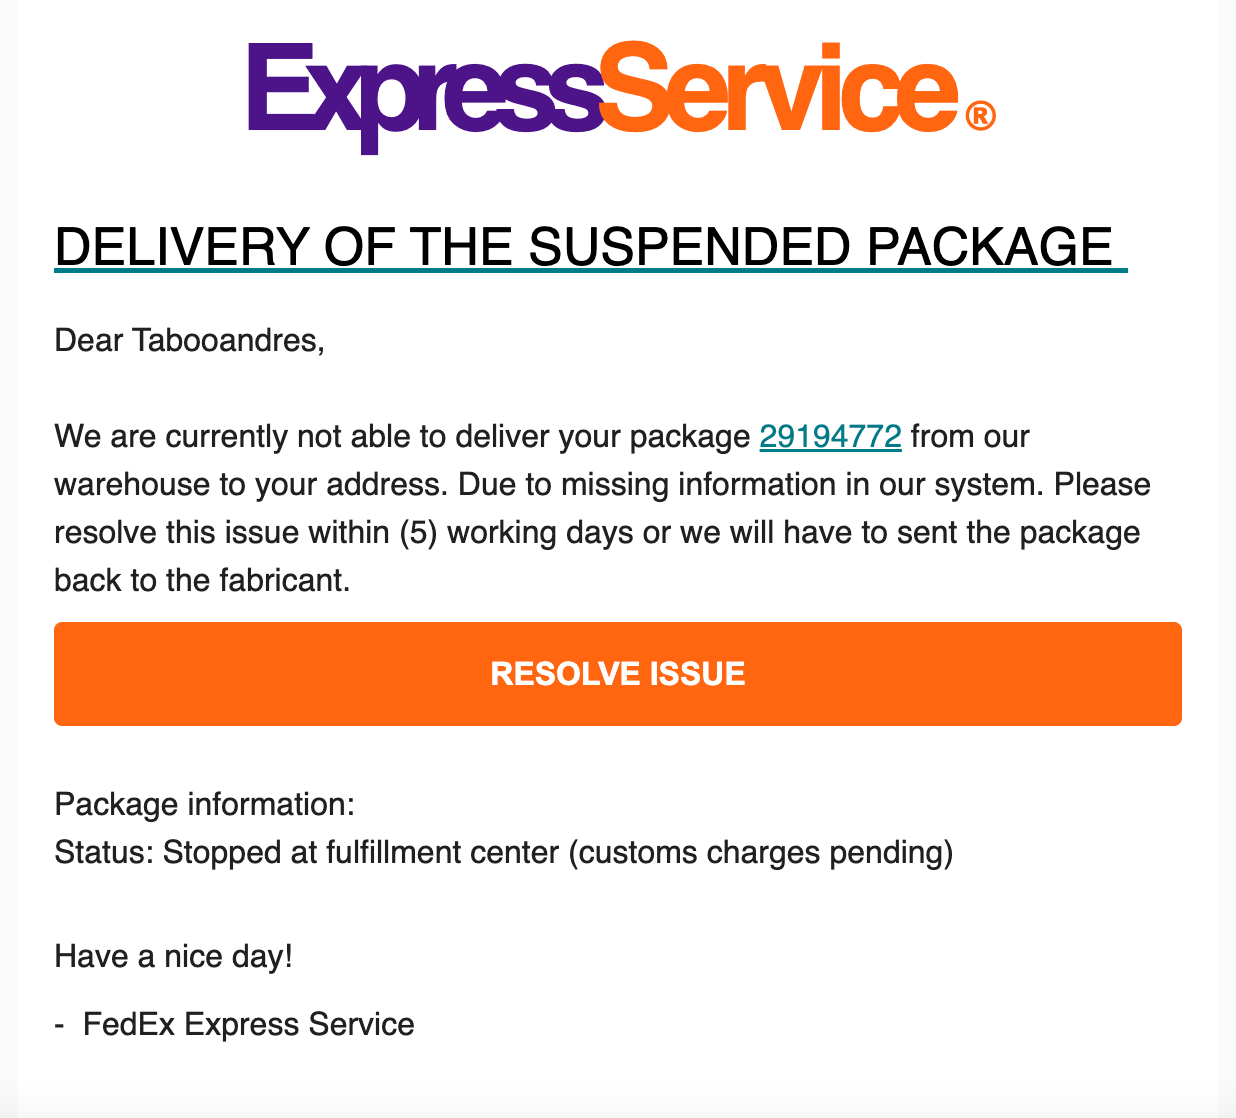 ExpressService®
DELIVERY OF THE SUSPENDED PACKAGE
Dear Tabooandres,
We are currently not able to deliver your package 29194772 from our
warehouse to your address. Due to missing information in our system. Please
resolve this issue within (5) working days or we will have to sent the package
back to the fabricant.
RESOLVE ISSUE
Package information:
Status: Stopped at fulfillment center (customs charges pending)
Have a nice day!
- FedEx Express Service